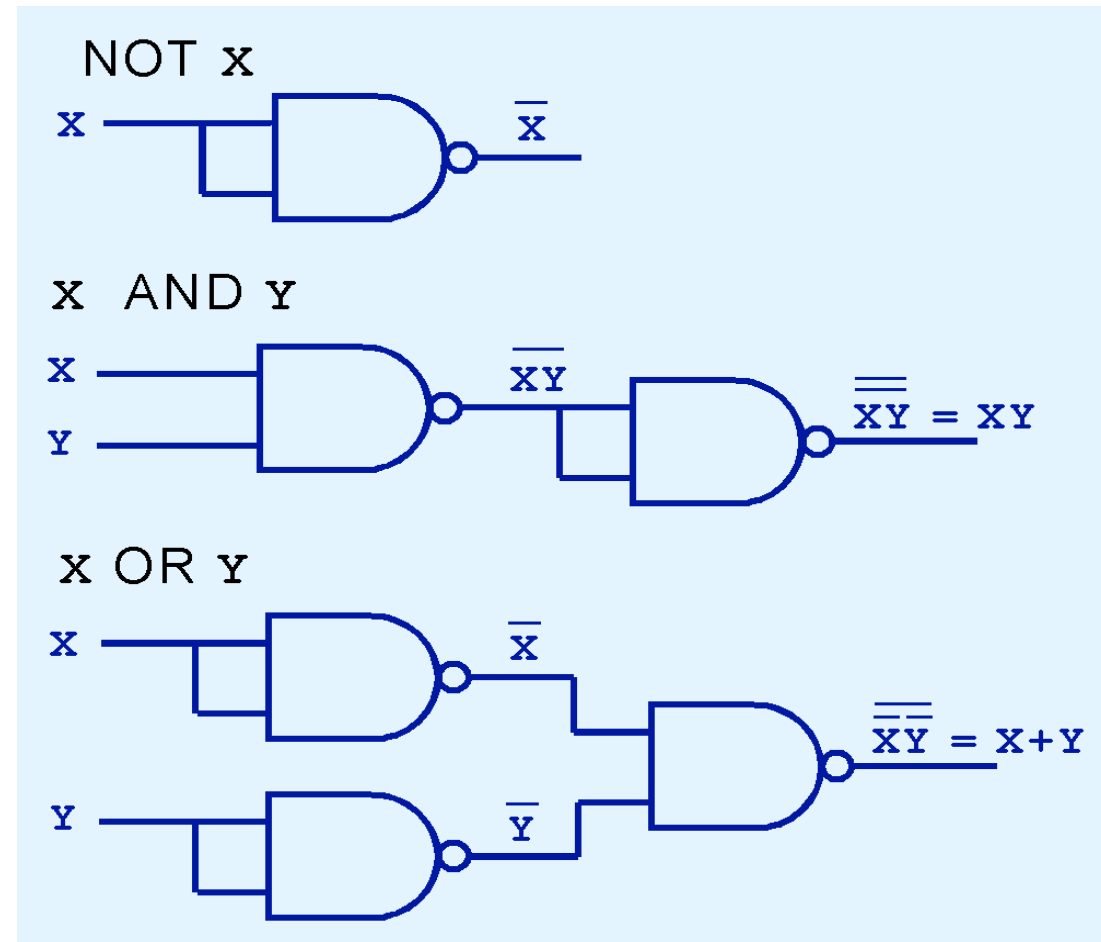 NOT X
X
X̅
X AND Y
X
X̅Y̅
X̿Y̿ = XY
Y
X OR Y
X
X̅
X̿Y̿ = X+Y
Y
Y̅